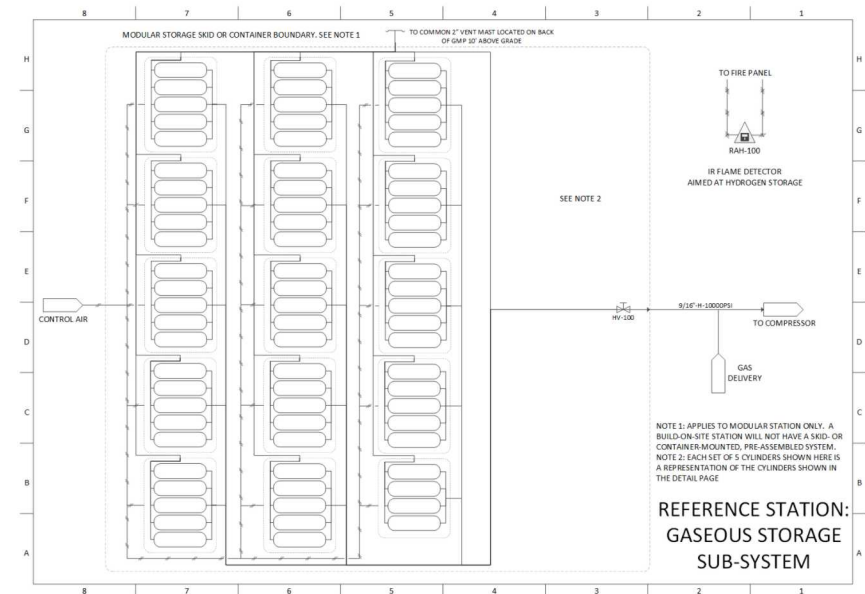 8 7 6 5 4 3 2 1
MODULAR STORAGE SKID OR CONTAINER BOUNDARY. SEE NOTE 1
TO COMMON 2" VENT MAST LOCATED ON BACK
OF GMP 10' ABOVE GRADE
H H
TO FIRE PANEL
G G
RAH-100
IR FLAME DETECTOR
AIMED AT HYDROGEN STORAGE
F F
SEE NOTE 2
E E
CONTROL AIR
HV-100
9/16"-H-10000PSI
TO COMPRESSOR
D D
GAS
DELIVERY
C C
NOTE 1: APPLIES TO MODULAR STATION ONLY. A
BUILD-ON-SITE STATION WILL NOT HAVE A SKID- OR
CONTAINER-MOUNTED, PRE-ASSEMBLED SYSTEM.
NOTE 2: EACH SET OF 5 CYLINDERS SHOWN HERE IS
A REPRESENTATION OF THE CYLINDERS SHOWN IN
THE DETAIL PAGE
B B
REFERENCE STATION:
GASEOUS STORAGE
SUB-SYSTEM
A A
8 7 6 5 4 3 2 1